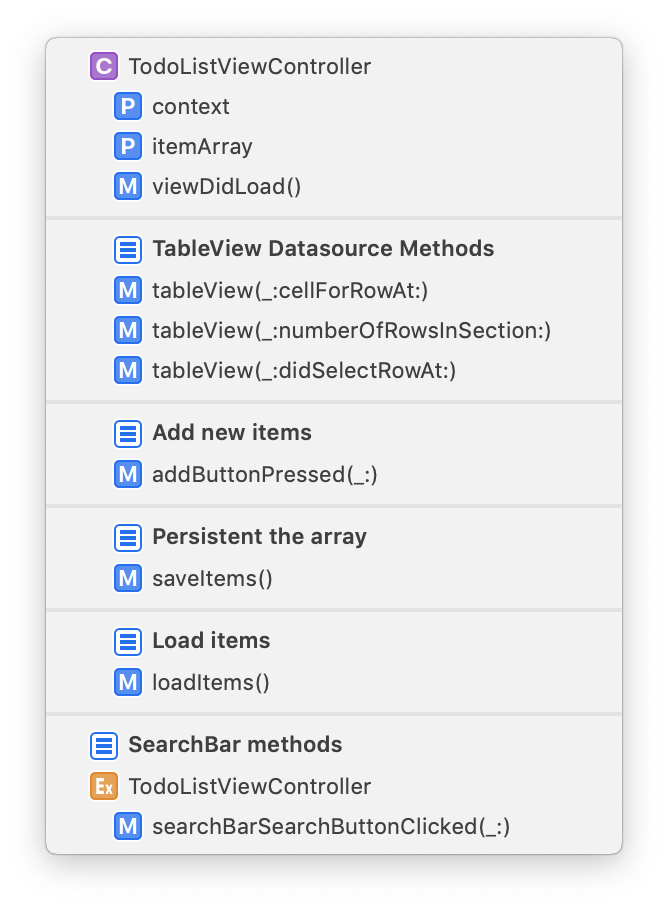 C TodoListViewController
P context
P itemArray
M viewDidLoad()
TableView Datasource Methods
M tableView(_:cellForRowAt:)
M tableView(_:numberOfRowsInSection:)
M tableView(_:didSelectRowAt:)
Add new items
M addButtonPressed(_:)
Persistent the array
M saveItems()
Load items
M loadItems()
SearchBar methods
Ex TodoListViewController
M searchBarSearchButtonClicked(_:)